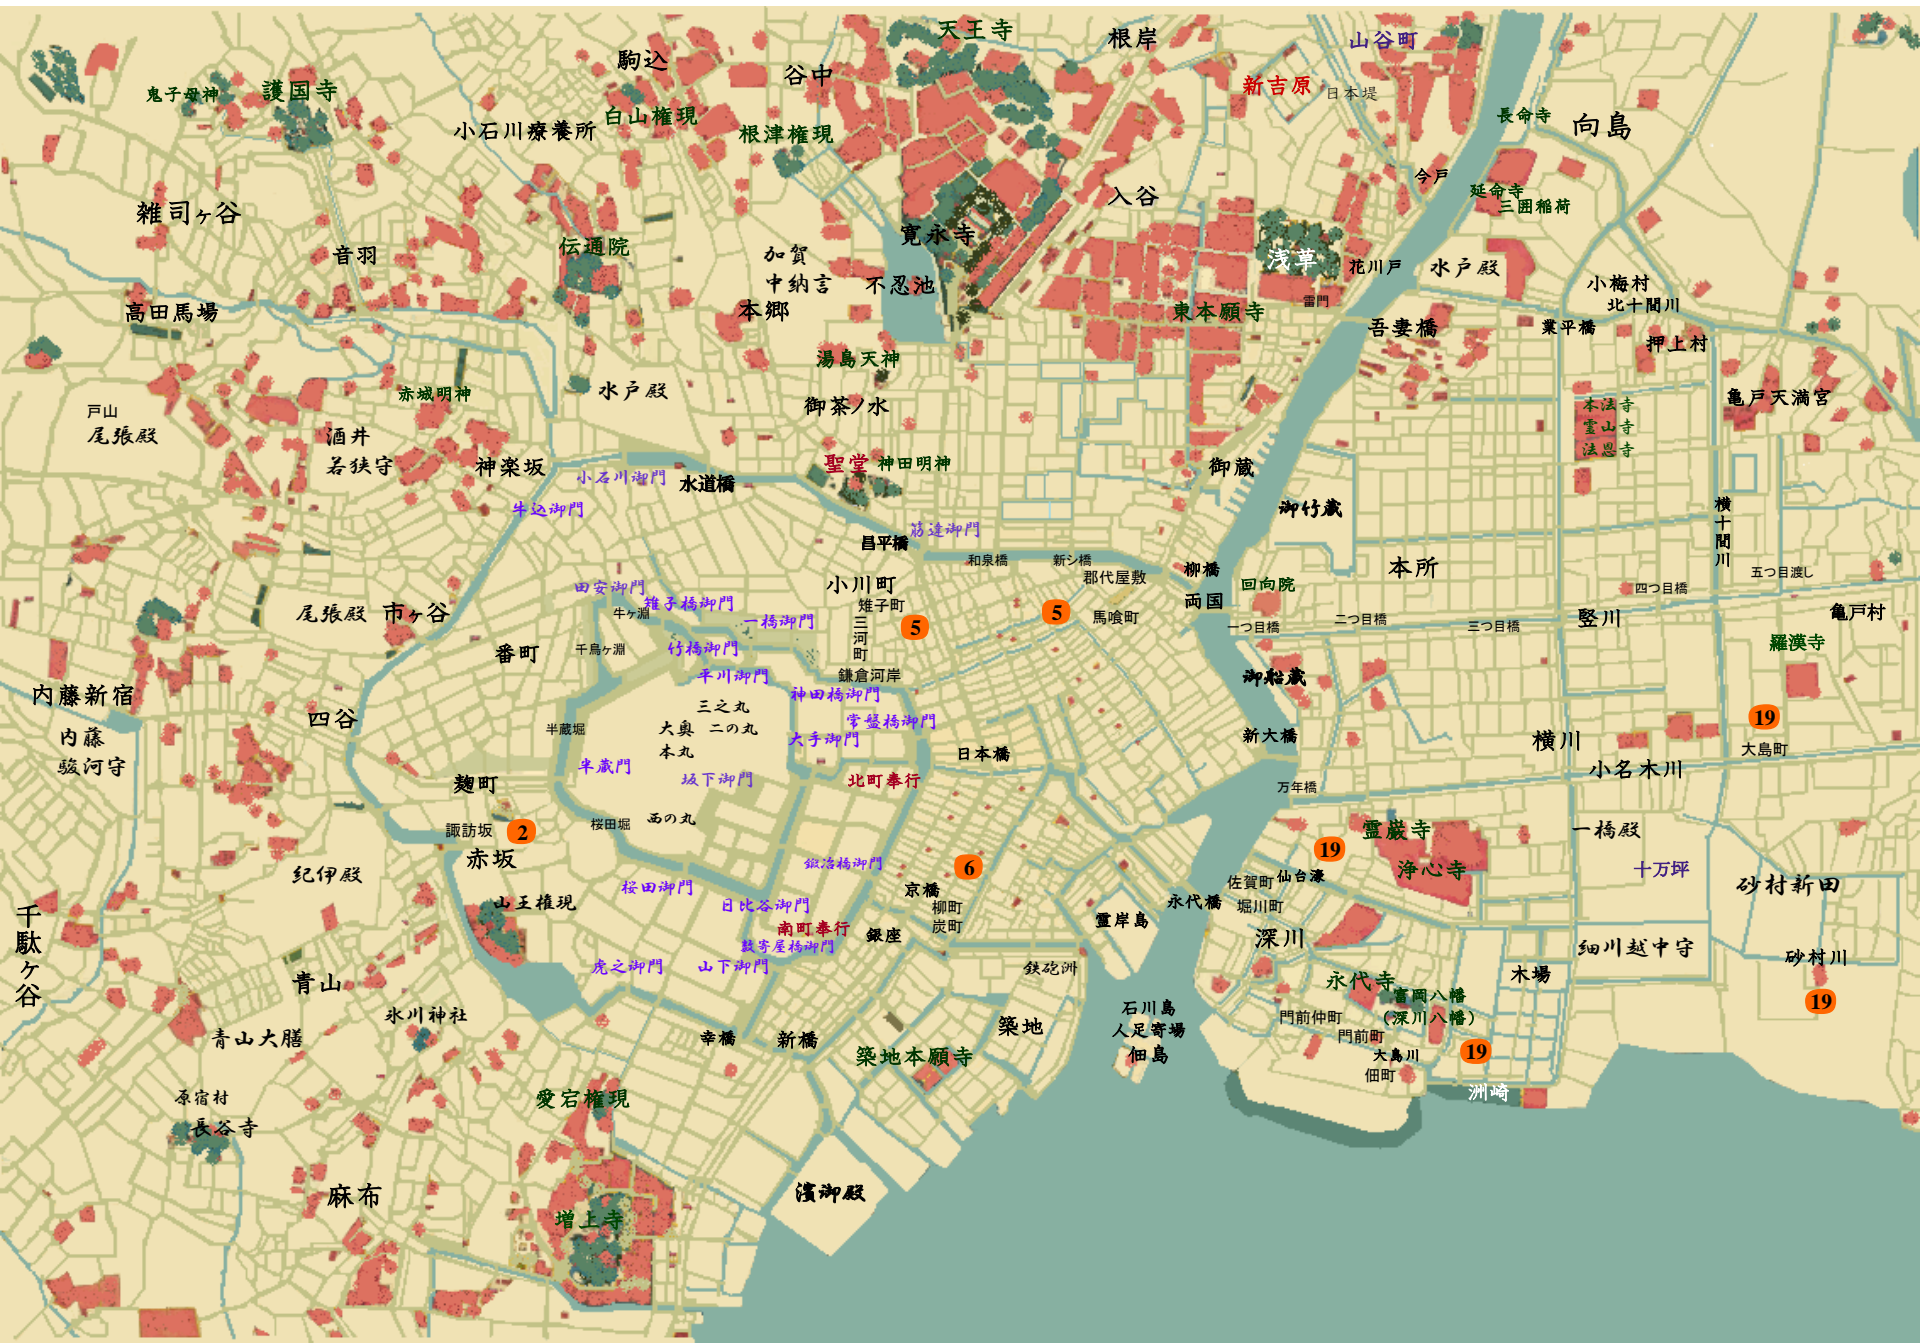 天王寺
根岸
山谷町
駒込
谷中
新吉原
日本堤
鬼子母神
護国寺
白山権現
小石川療養所
根津権現
長命寺
向島
今戸
延命寺
三囲稲荷
入谷
雑司ヶ谷
音羽
伝通院
加賀
中納言
寛永寺
不忍池
浅草
花川戸
水戸殿
小梅村
北十間川
高田馬場
本郷
東本願寺
雷門
吾妻橋
業平橋
押上村
湯島天神
赤城明神
水戸殿
御茶ノ水
戸山
尾張殿
酒井
若狭守
本法寺
霊山寺
法恩寺
亀戸天満宮
神楽坂
小石川御門
水道橋
聖堂
神田明神
御蔵
牛込御門
御竹蔵
横十間川
筋違御門
昌平橋
和泉橋
新シ橋
郡代屋敷
柳橋
両国
回向院
本所
四つ目橋
五つ目渡し
小川町
雉子町
三河町
5
5
馬喰町
田安御門
雉子橋御門
牛ヶ淵
一橋御門
尾張殿
市ヶ谷
一つ目橋
二つ目橋
三つ目橋
竪川
亀戸村
羅漢寺
番町
千鳥ヶ淵
竹橋御門
平川御門
鎌倉河岸
神田橋御門
御船蔵
内藤新宿
四谷
三之丸
大奥
二の丸
本丸
常盤橋御門
大手御門
半蔵堀
内藤
駿河守
新大橋
横川
19
大島町
日本橋
半蔵門
坂下御門
北町奉行
麹町
小名木川
万年橋
諏訪坂
2
桜田堀
西の丸
赤坂
霊巌寺
一橋殿
19
浄心寺
十万坪
砂村新田
紀伊殿
鍛冶橋御門
6
京橋
柳町
炭町
佐賀町
仙台濠
堀川町
永代橋
霊岸島
山王権現
桜田御門
日比谷御門
南町奉行
数寄屋橋御門
銀座
深川
細川越中守
千駄ヶ谷
虎之御門
山下御門
鉄砲洲
木場
砂村川
永代寺
富岡八幡
(深川八幡)
19
青山
氷川神社
青山大膳
幸橋
新橋
築地
石川島
人足寄場
佃島
門前仲町
門前町
大島川
19
佃町
築地本願寺
洲崎
愛宕権現
原宿村
長谷寺
麻布
濱御殿
増上寺